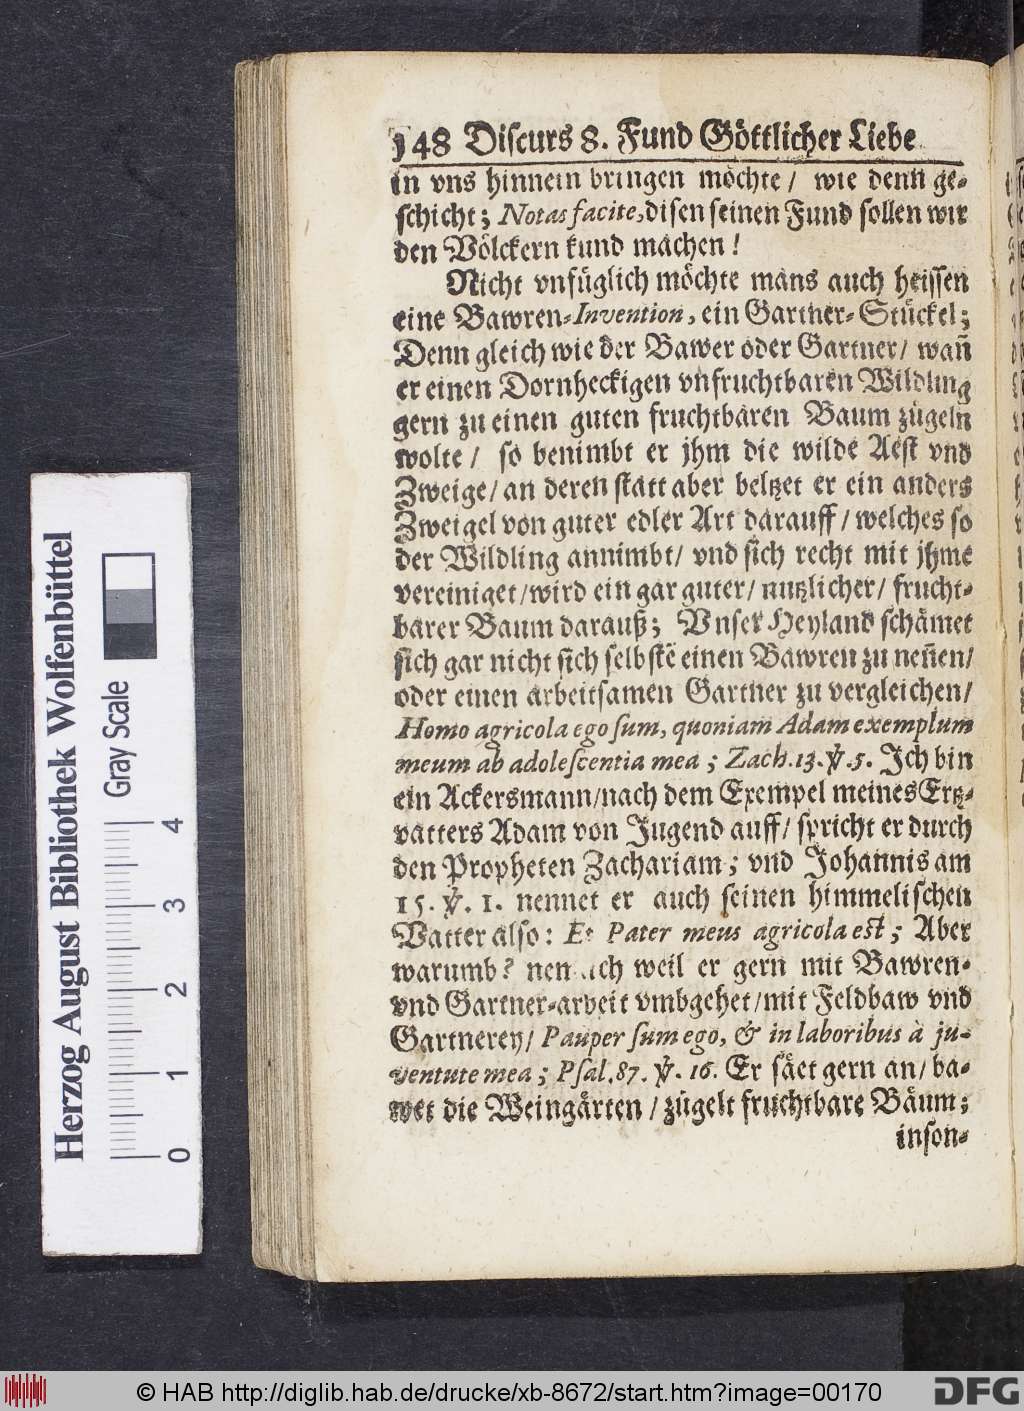 148 Discurs 8. Fund Göttlicher Liebe
in vns hinnein bringen möchte / wie denn ge-
schicht; Notas facite, disen seinen Fund sollen wir
den Völckern kund machen!
Nicht vnfüglich möchte mans auch heissen
eine Bawren-Invention, ein Gartner-Stückel;
Denn gleich wie der Bawer oder Gartner / wañ
er einen Dornheckigen vnfruchtbaren Wildling
gern zu einen guten fruchtbaren Baum zügeln
wolte / so benimbt er jhm die wilde Aest vnd
Zweige / an deren statt aber beltzet er ein anders
Zweigel von guter edler Art darauff / welches so
der Wildling annimbt / vnd sich recht mit jhme
vereiniget / wird ein gar guter / nutzlicher / frucht-
barer Baum darauß; Vnser Heyland schämet
sich gar nicht sich selbstẽ einen Bawren zu neñen /
oder einen arbeitsamen Gartner zu vergleichen /
Homo agricola ego sum, quoniam Adam exemplum
meum ab adolescentia mea; Zach. 13. ℣. 5. Ich bin
ein Ackersmann / nach dem Exempel meines Ertz-
vatters Adam von Jugend auff / spricht er durch
den Propheten Zachariam; vnd Johannis am
15. ℣. 1. nennet er auch seinen himmelischen
Vatter also: Et Pater meus agricola est; Aber
warumb? nemlich weil er gern mit Bawren-
vnd Gartner-arbeit vmbgehet / mit Feldbaw vnd
Gartnerey / Pauper sum ego, & in laboribus à ju-
ventute mea; Psal. 87. ℣. 16. Er säet gern an / ba-
wet die Weingärten / zügelt fruchtbare Bäum;
inson-
Herzog August Bibliothek Wolfenbüttel
Gray Scale
0 1 2 3 4
© HAB http://diglib.hab.de/drucke/xb-8672/start.htm?image=00170
DFG